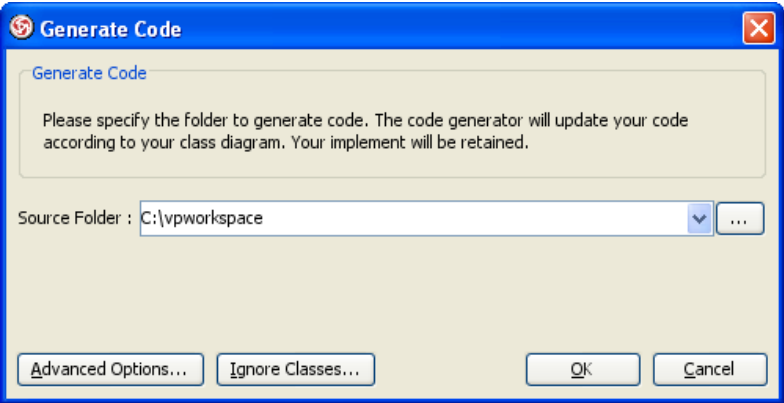 Generate Code
Generate Code
Please specify the folder to generate code. The code generator will update your code
according to your class diagram. Your implement will be retained.
Source Folder : C:\vpworkspace ...
Advanced Options... Ignore Classes... OK Cancel